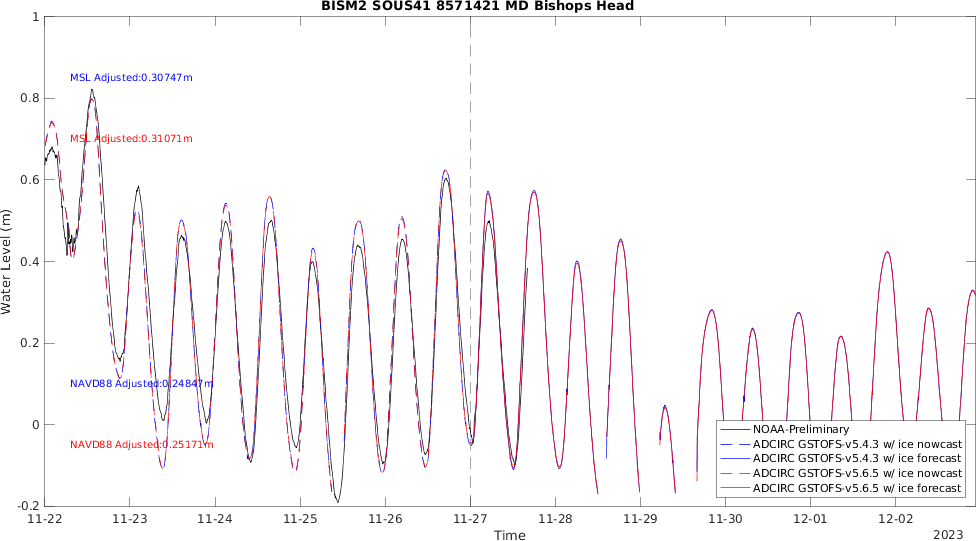 BISM2 SOUS41 8571421 MD Bishops Head
1
0.8
0.6
0.4
0.2
0
-0.2
Water Level (m)
MSL Adjusted:0.30747m
MSL Adjusted:0.31071m
NAVD88 Adjusted:0.24847m
NAVD88 Adjusted:0.25171m
NOAA-Preliminary
ADCIRC GSTOFS-v5.4.3 w/ ice nowcast
ADCIRC GSTOFS-v5.4.3 w/ ice forecast
ADCIRC GSTOFS-v5.6.5 w/ ice nowcast
ADCIRC GSTOFS-v5.6.5 w/ ice forecast
11-22 11-23 11-24 11-25 11-26 11-27 11-28 11-29 11-30 12-01 12-02
Time
2023